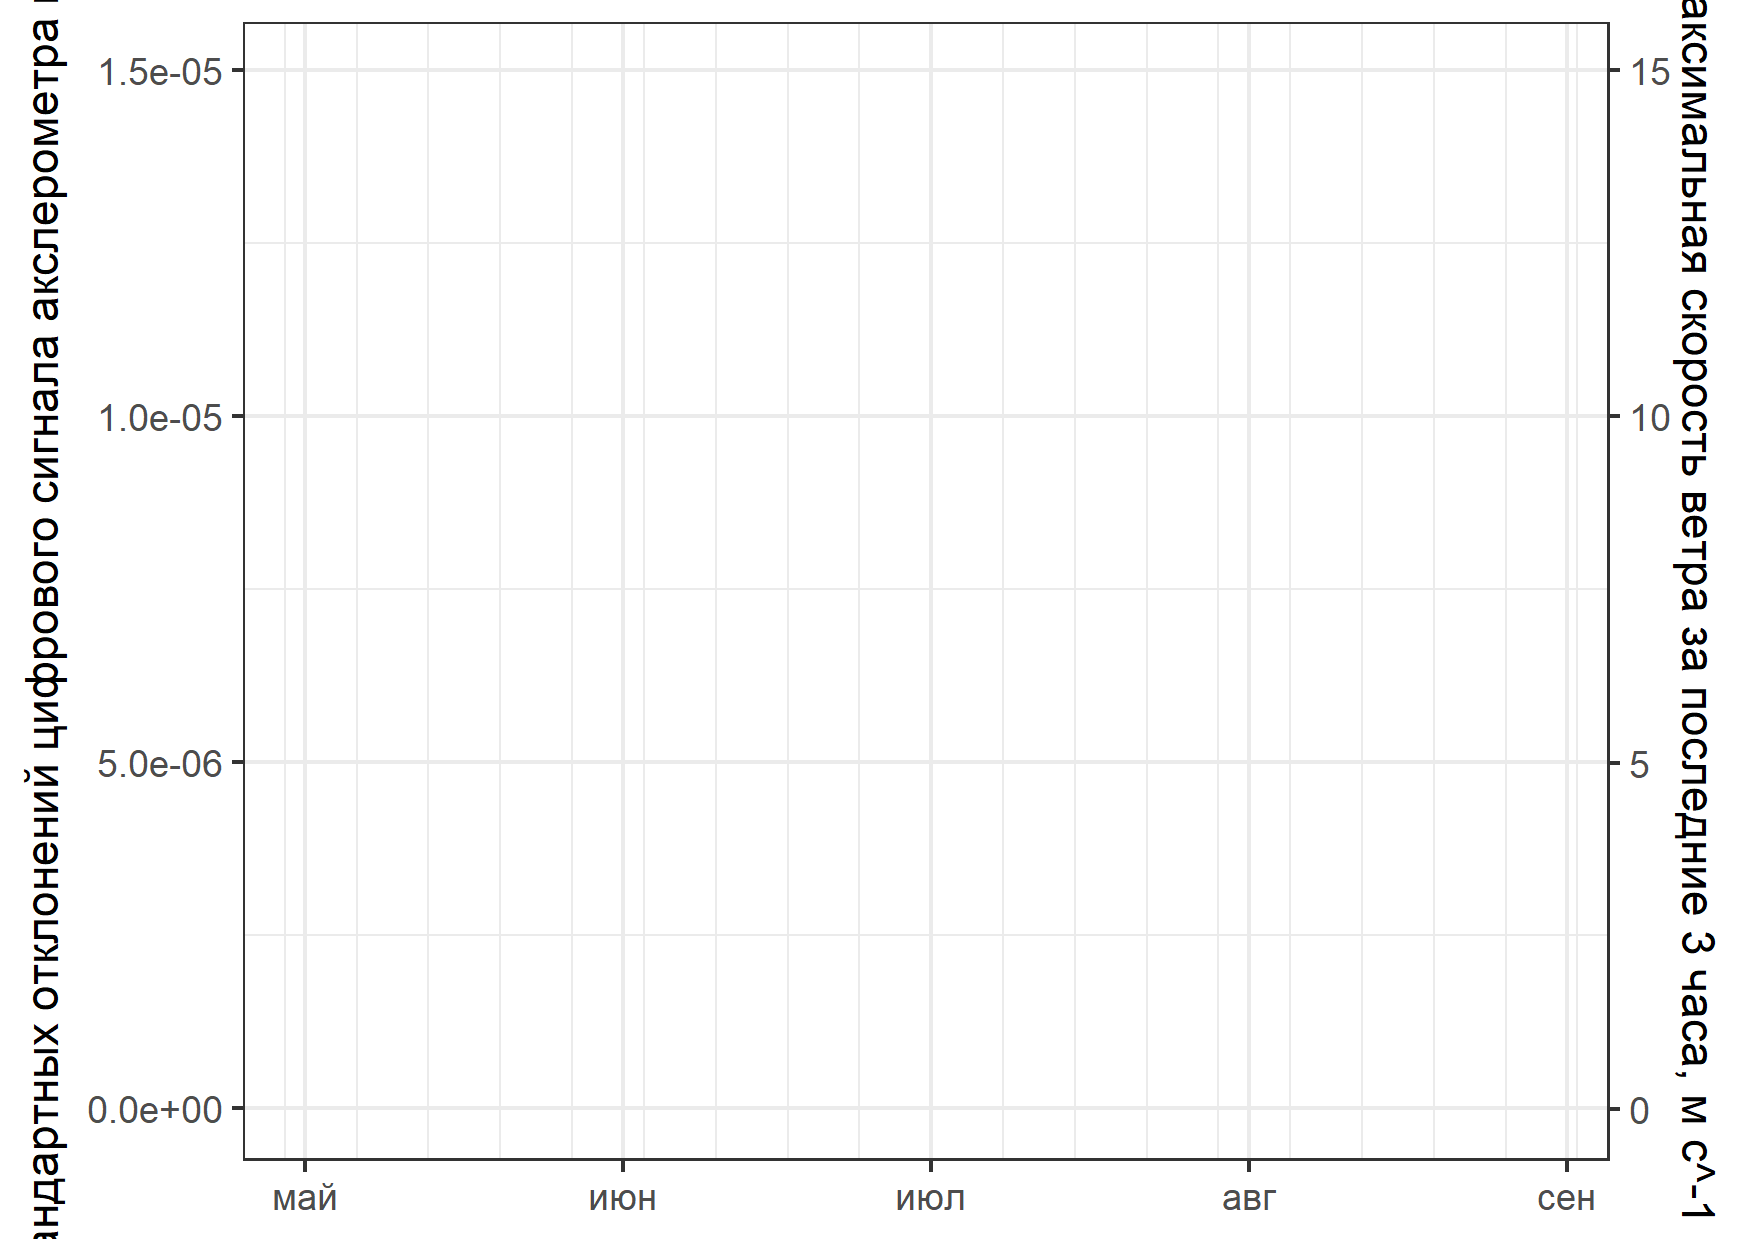 андартных отклонений цифрового сигнала акслерометра
1.5e-05
1.0e-05
5.0e-06
0.0e+00
май июн июл авг сен
15
10
5
0
аксимальная скорость ветра за последние 3 часа, м с^-1